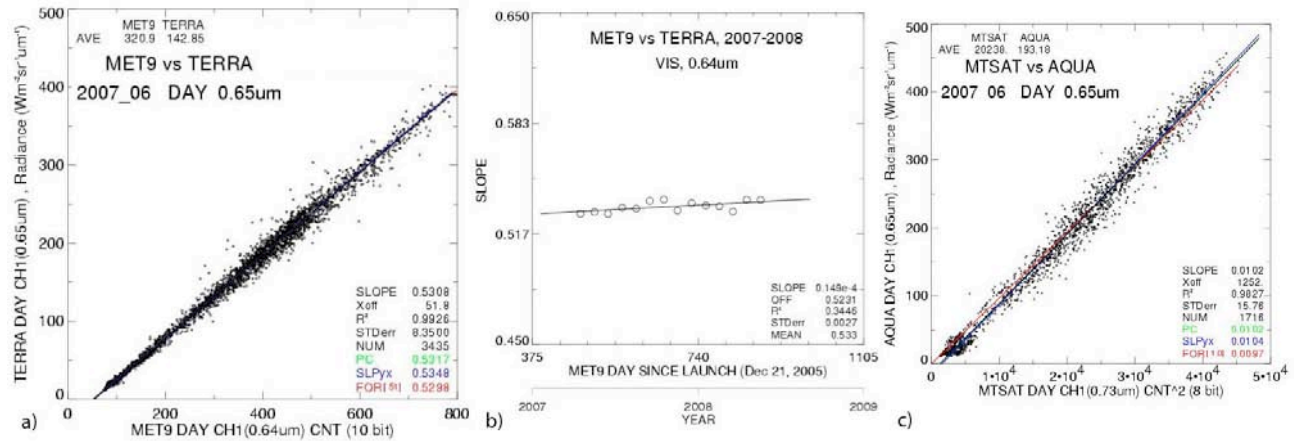 MET9 TERRA
AVE 320.9 142.85
MET9 vs TERRA
2007_06 DAY 0.65um
TERRA DAY CH1(0.65um) , Radiance (Wm⁻²sr⁻¹um⁻¹)
500
400
300
200
100
0
SLOPE 0.5308
Xoff 51.8
R² 0.9926
STDerr 8.3500
NUM 3435
PC 0.5317
SLPyx 0.5348
FOR 0.5298
0 200 400 600 800
MET9 DAY CH1(0.64um) CNT (10 bit)
a)
MET9 vs TERRA, 2007-2008
VIS, 0.64um
SLOPE
0.650
0.583
0.517
0.450
SLOPE 0.148e-4
OFF 0.5231
R² 0.3445
STDerr 0.0027
MEAN 0.533
375 740 1105
MET9 DAY SINCE LAUNCH (Dec 21, 2005)
2007 2008 2009
YEAR
b)
MTSAT AQUA
AVE 20238. 193.18
MTSAT vs AQUA
2007 06 DAY 0.65um
AQUA DAY CH1(0.65um) , Radiance (Wm⁻²sr⁻¹um⁻¹)
500
400
300
200
100
0
SLOPE 0.0102
Xoff 1252.
R² 0.9827
STDerr 15.76
NUM 1716
PC 0.0102
SLPyx 0.0104
FOR 0.0097
0 1•10⁴ 2•10⁴ 3•10⁴ 4•10⁴ 5•10⁴
MTSAT DAY CH1(0.73um) CNT^2 (8 bit)
c)